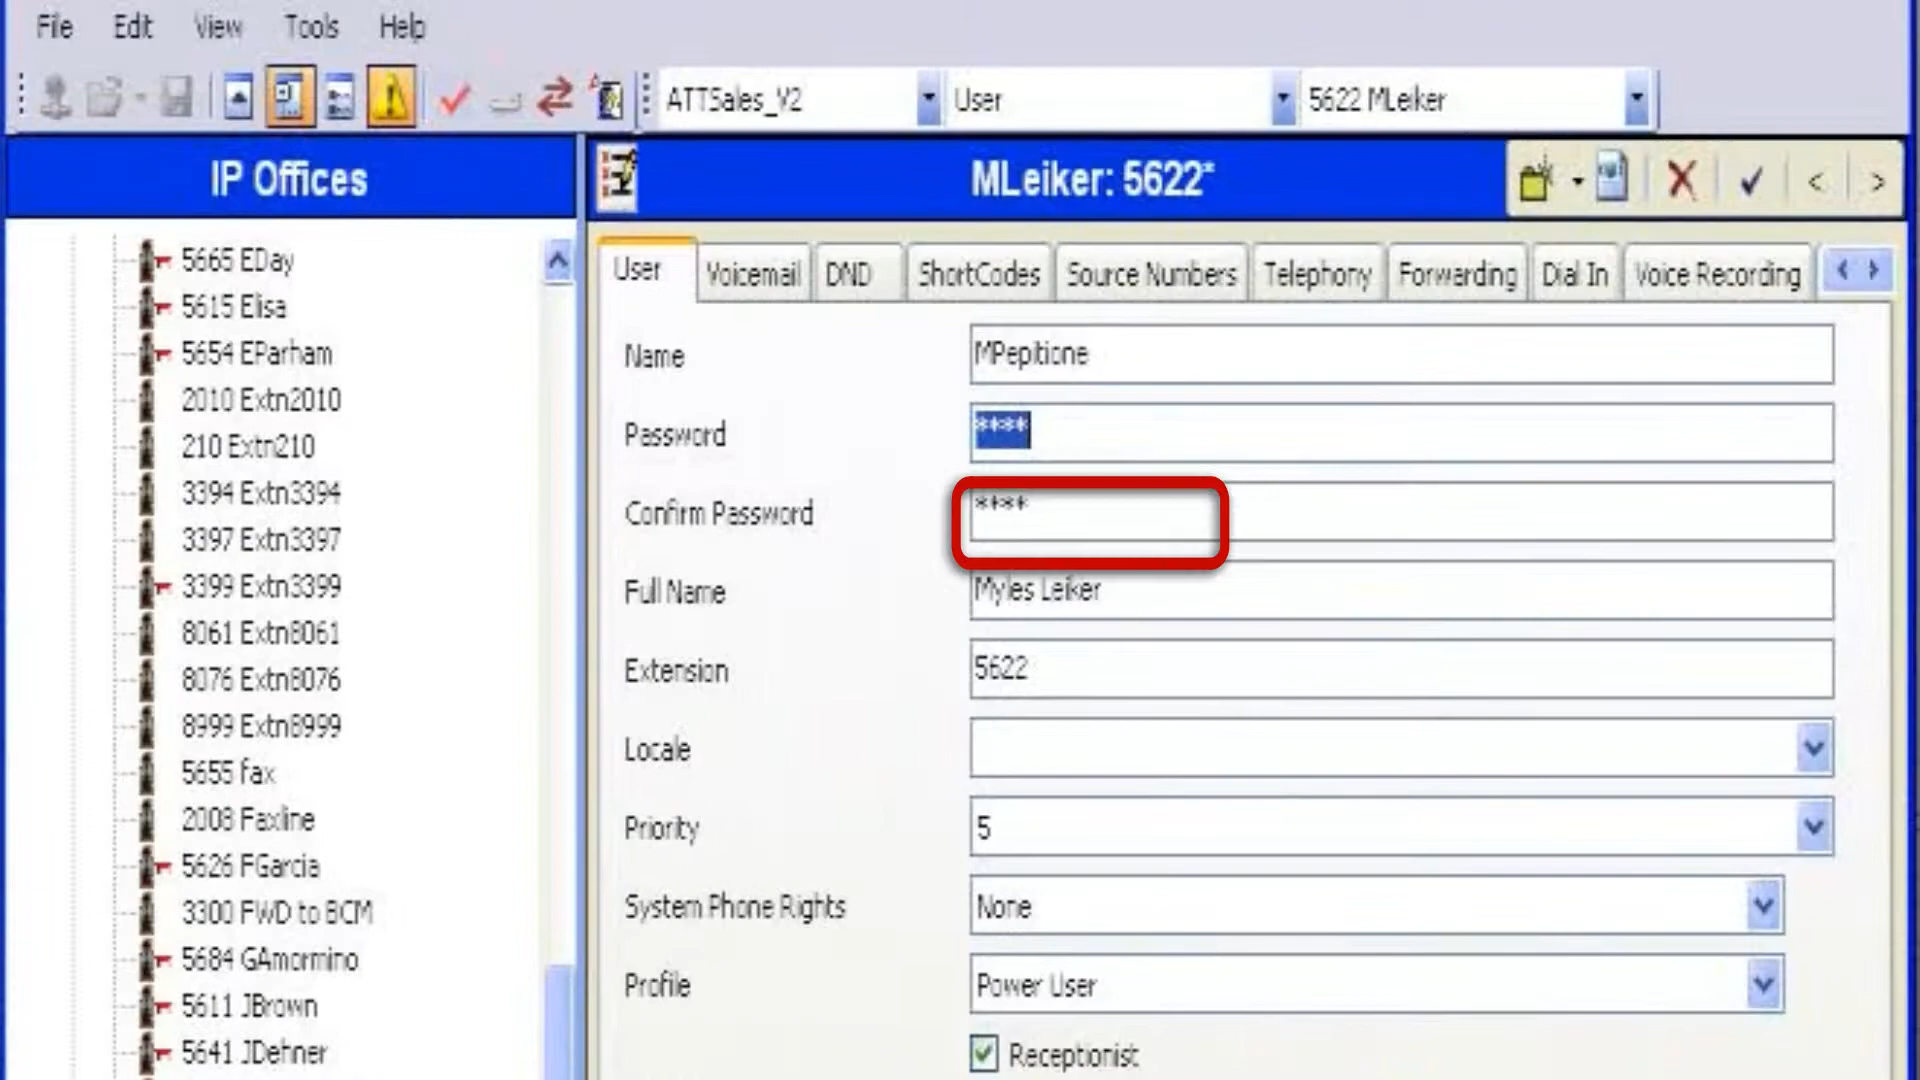 File Edit View Tools Help
ATTSales_V2 User 5622 MLeiker
IP Offices
MLeiker: 5622*
5665 EDay
5615 Elisa
5654 EParham
2010 Extn2010
210 Extn210
3394 Extn3394
3397 Extn3397
3399 Extn3399
8061 Extn8061
8076 Extn8076
8999 Extn8999
5655 fax
2008 Faxline
5626 FGarcia
3300 FWD to BCM
5684 GAmormino
5611 JBrown
5641 JDehner
User Voicemail DND ShortCodes Source Numbers Telephony Forwarding Dial In Voice Recording
Name MPepitione
Password ****
Confirm Password ****
Full Name Myles Leiker
Extension 5622
Locale
Priority 5
System Phone Rights None
Profile Power User
Receptionist